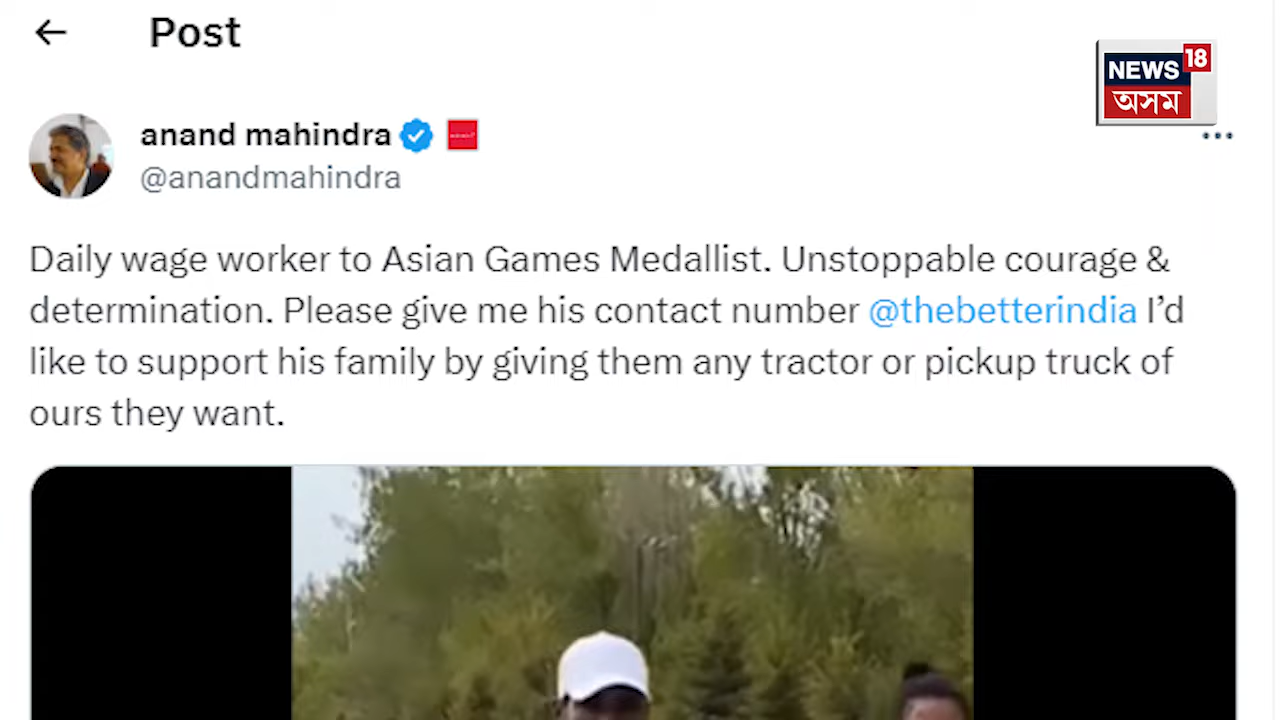 Post
NEWS 18
অসম
anand mahindra
@anandmahindra
Daily wage worker to Asian Games Medallist. Unstoppable courage &
determination. Please give me his contact number @thebetterindia I’d
like to support his family by giving them any tractor or pickup truck of
ours they want.